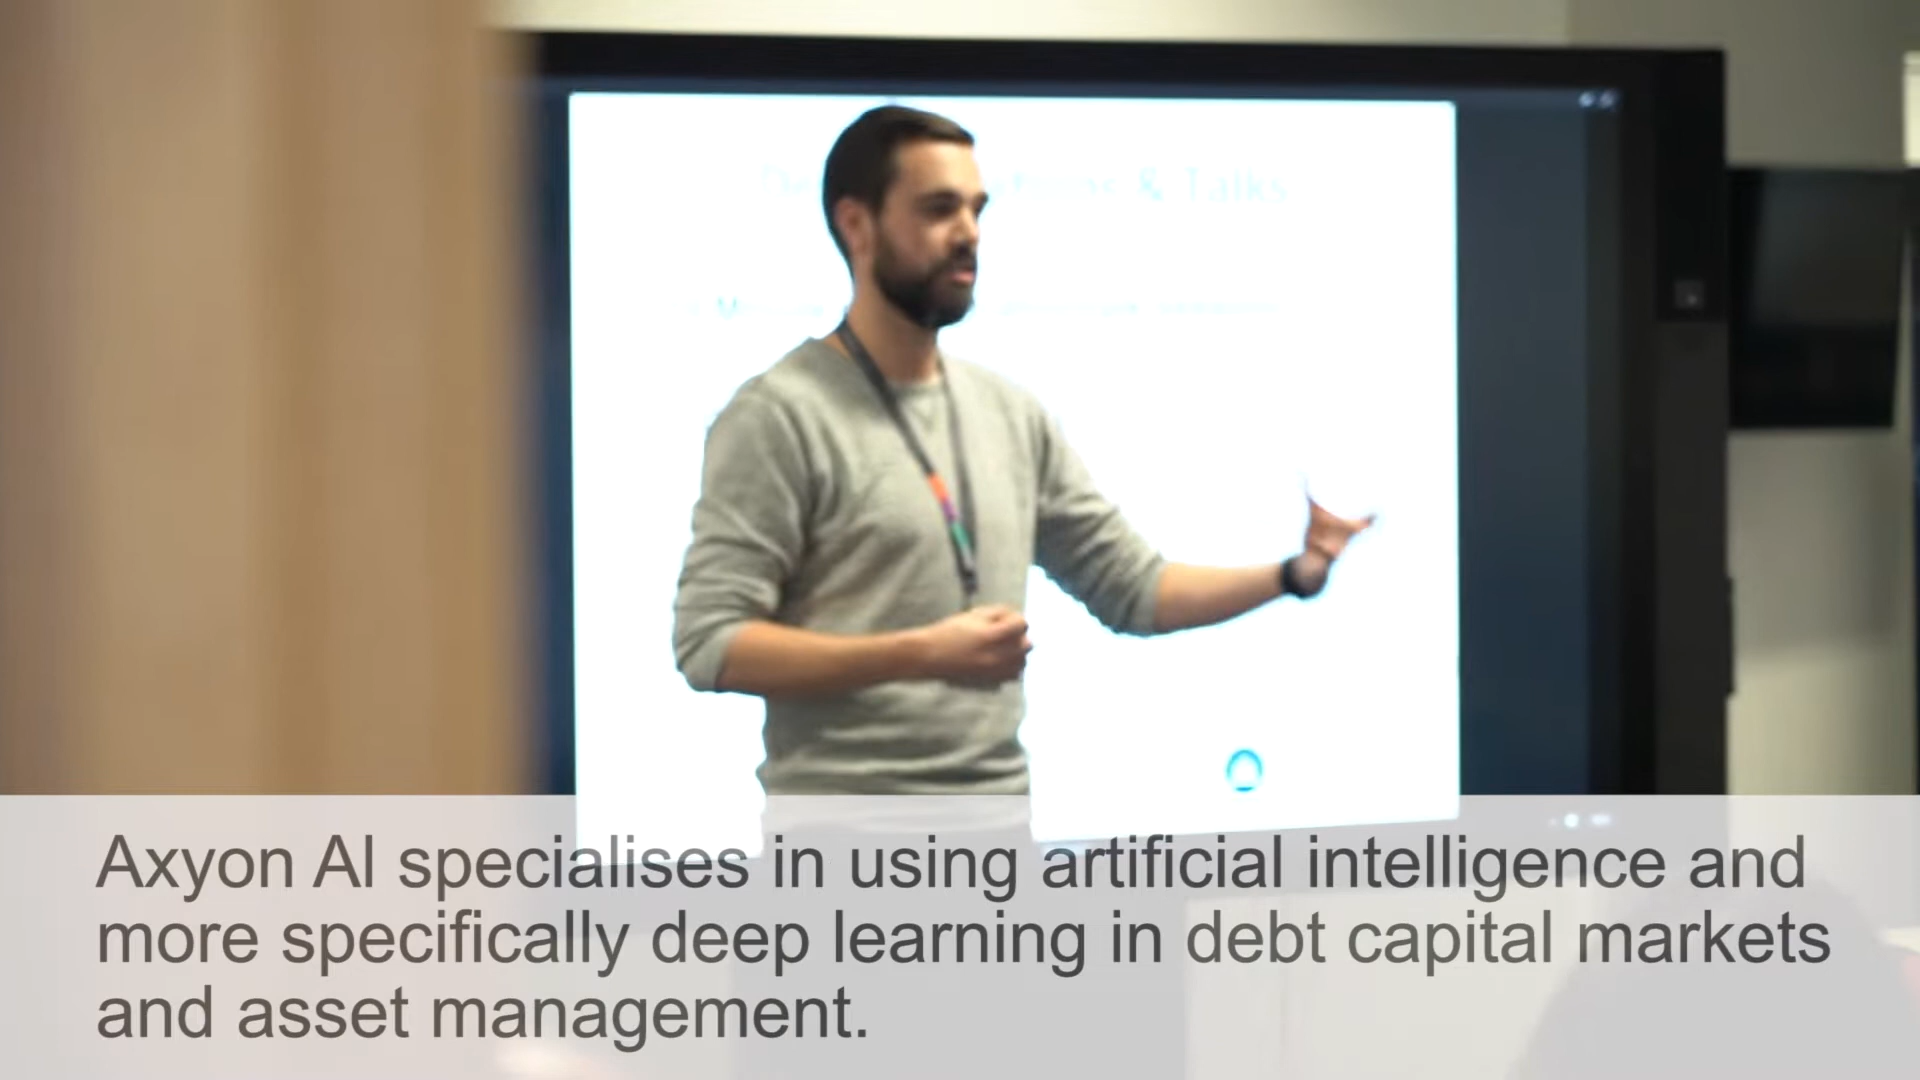 & Talks
Axyon AI specialises in using artificial intelligence and
more specifically deep learning in debt capital markets
and asset management.